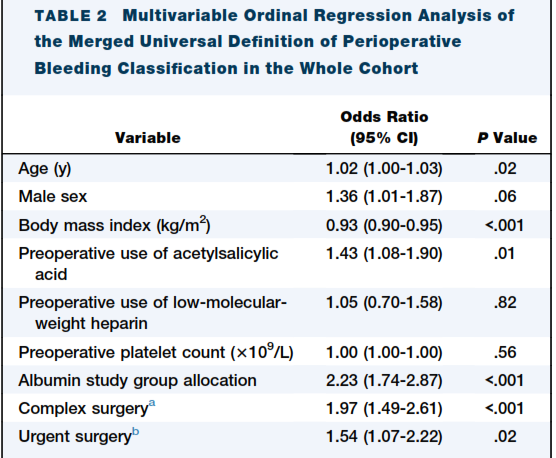 TABLE 2 Multivariable Ordinal Regression Analysis of
the Merged Universal Definition of Perioperative
Bleeding Classification in the Whole Cohort
Odds Ratio
Variable (95% CI) P Value
Age (y) 1.02 (1.00-1.03) .02
Male sex 1.36 (1.01-1.87) .06
Body mass index (kg/m²) 0.93 (0.90-0.95) <.001
Preoperative use of acetylsalicylic 1.43 (1.08-1.90) .01
acid
Preoperative use of low-molecular- 1.05 (0.70-1.58) .82
weight heparin
Preoperative platelet count (×10⁹/L) 1.00 (1.00-1.00) .56
Albumin study group allocation 2.23 (1.74-2.87) <.001
Complex surgeryᵃ 1.97 (1.49-2.61) <.001
Urgent surgeryᵇ 1.54 (1.07-2.22) .02